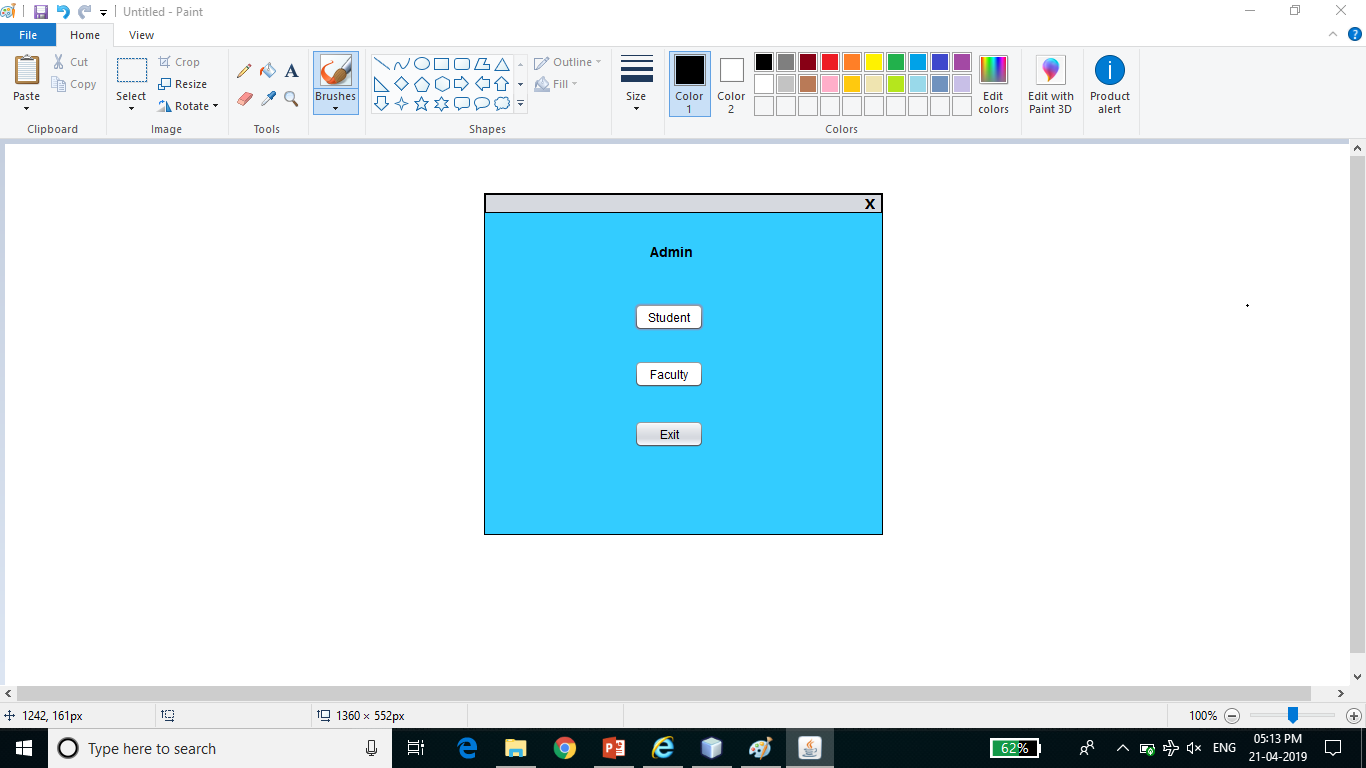 Untitled - Paint
File Home View
Paste
Cut
Copy
Clipboard
Select
Crop
Resize
Rotate
Image
A
Tools
Brushes
Shapes
Outline
Fill
Size
Color 1
Color 2
Colors
Edit colors
Edit with Paint 3D
Product alert
X
Admin
Student
Faculty
Exit
1242, 161px
1360 × 552px
100%
Type here to search
62%
ENG
05:13 PM
21-04-2019